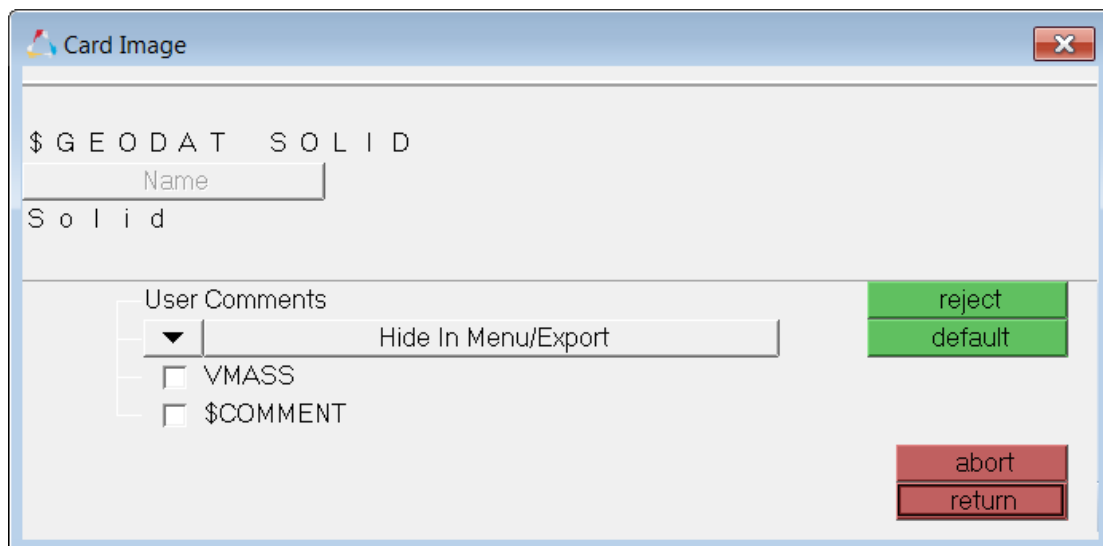 Card Image
$GEODAT SOLID
Name
Solid
User Comments
reject
Hide In Menu/Export
default
VMASS
$COMMENT
abort
return